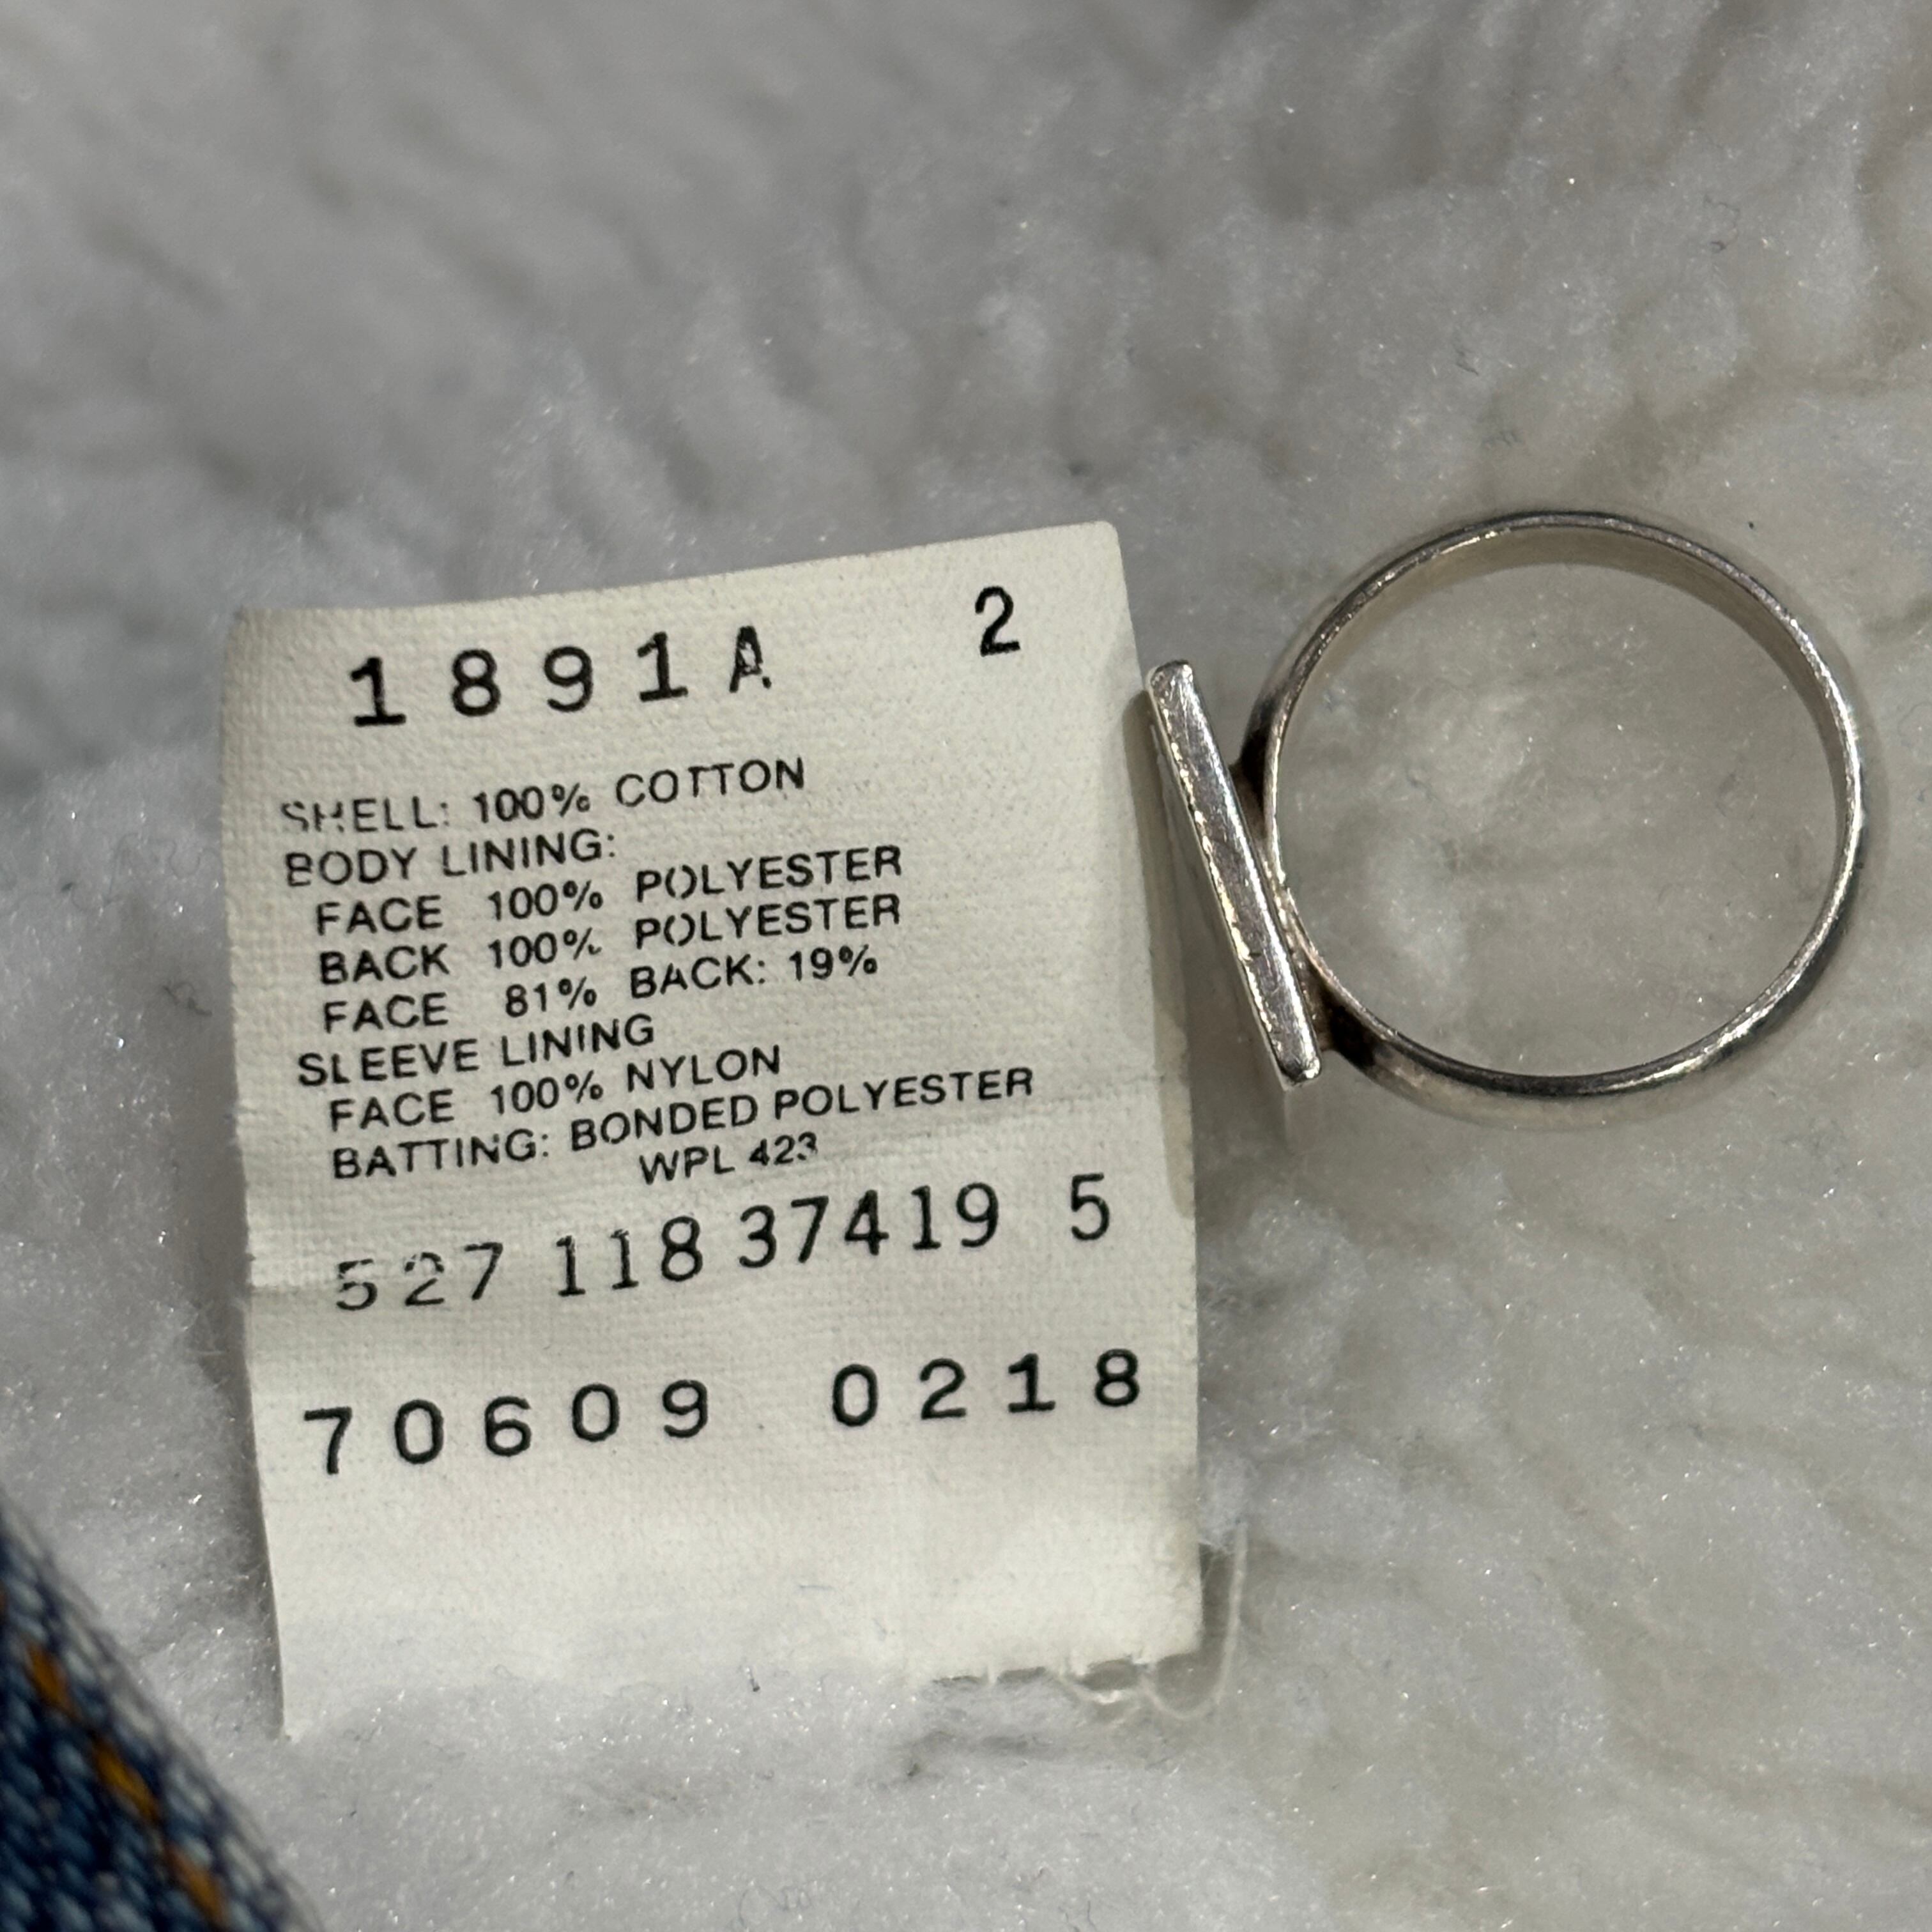 1891A 2
SHELL: 100% COTTON
BODY LINING:
FACE 100% POLYESTER
BACK 100% POLYESTER
FACE 81% BACK: 19%
SLEEVE LINING
FACE 100% NYLON
BATTING: BONDED POLYESTER
WPL 423
527 118 37419 5
70609 0218